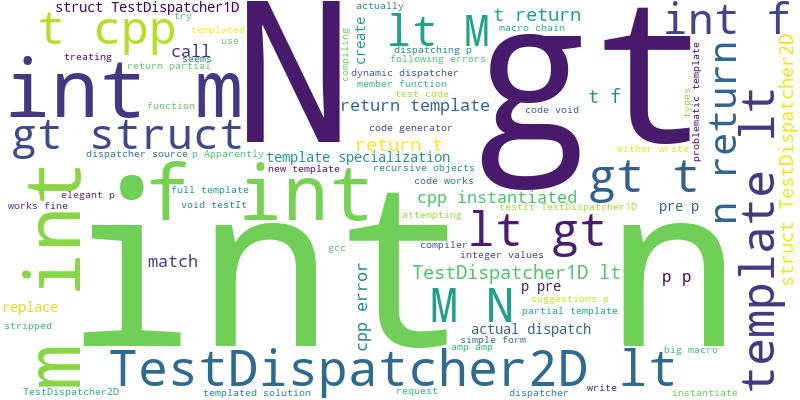 struct TestDispatcher1D
try
actually
t cpp
templated
use
call
seems
treating
return partial
int m
function
N
gt
compiling
create
lt M
t return
macro chain
int f
dispatching p
following errors
dynamic dispatcher
member function
test code
return template
t f
code void
types
problematic template
gt struct
code generator
return t
either write
dispatcher source
p Apparently
template specialization
new template
recursive objects
code works
n return
template lt
struct TestDispatcher2D
m int
elegant p
works fine
f int
full template
void testIt
cpp instantiated
testIt TestDispatcher1D
gt t
pre p
attempting
int n
match
gcc
compiler
lt gt
integer values
TestDispatcher1D lt
p p
replace
stripped
cpp error
M N
p pre
suggestions p
partial template
actual dispatch
simple form
amp amp
big macro
TestDispatcher2D lt
TestDispatcher2D
templated solution
request
dispatcher
write
instantiate